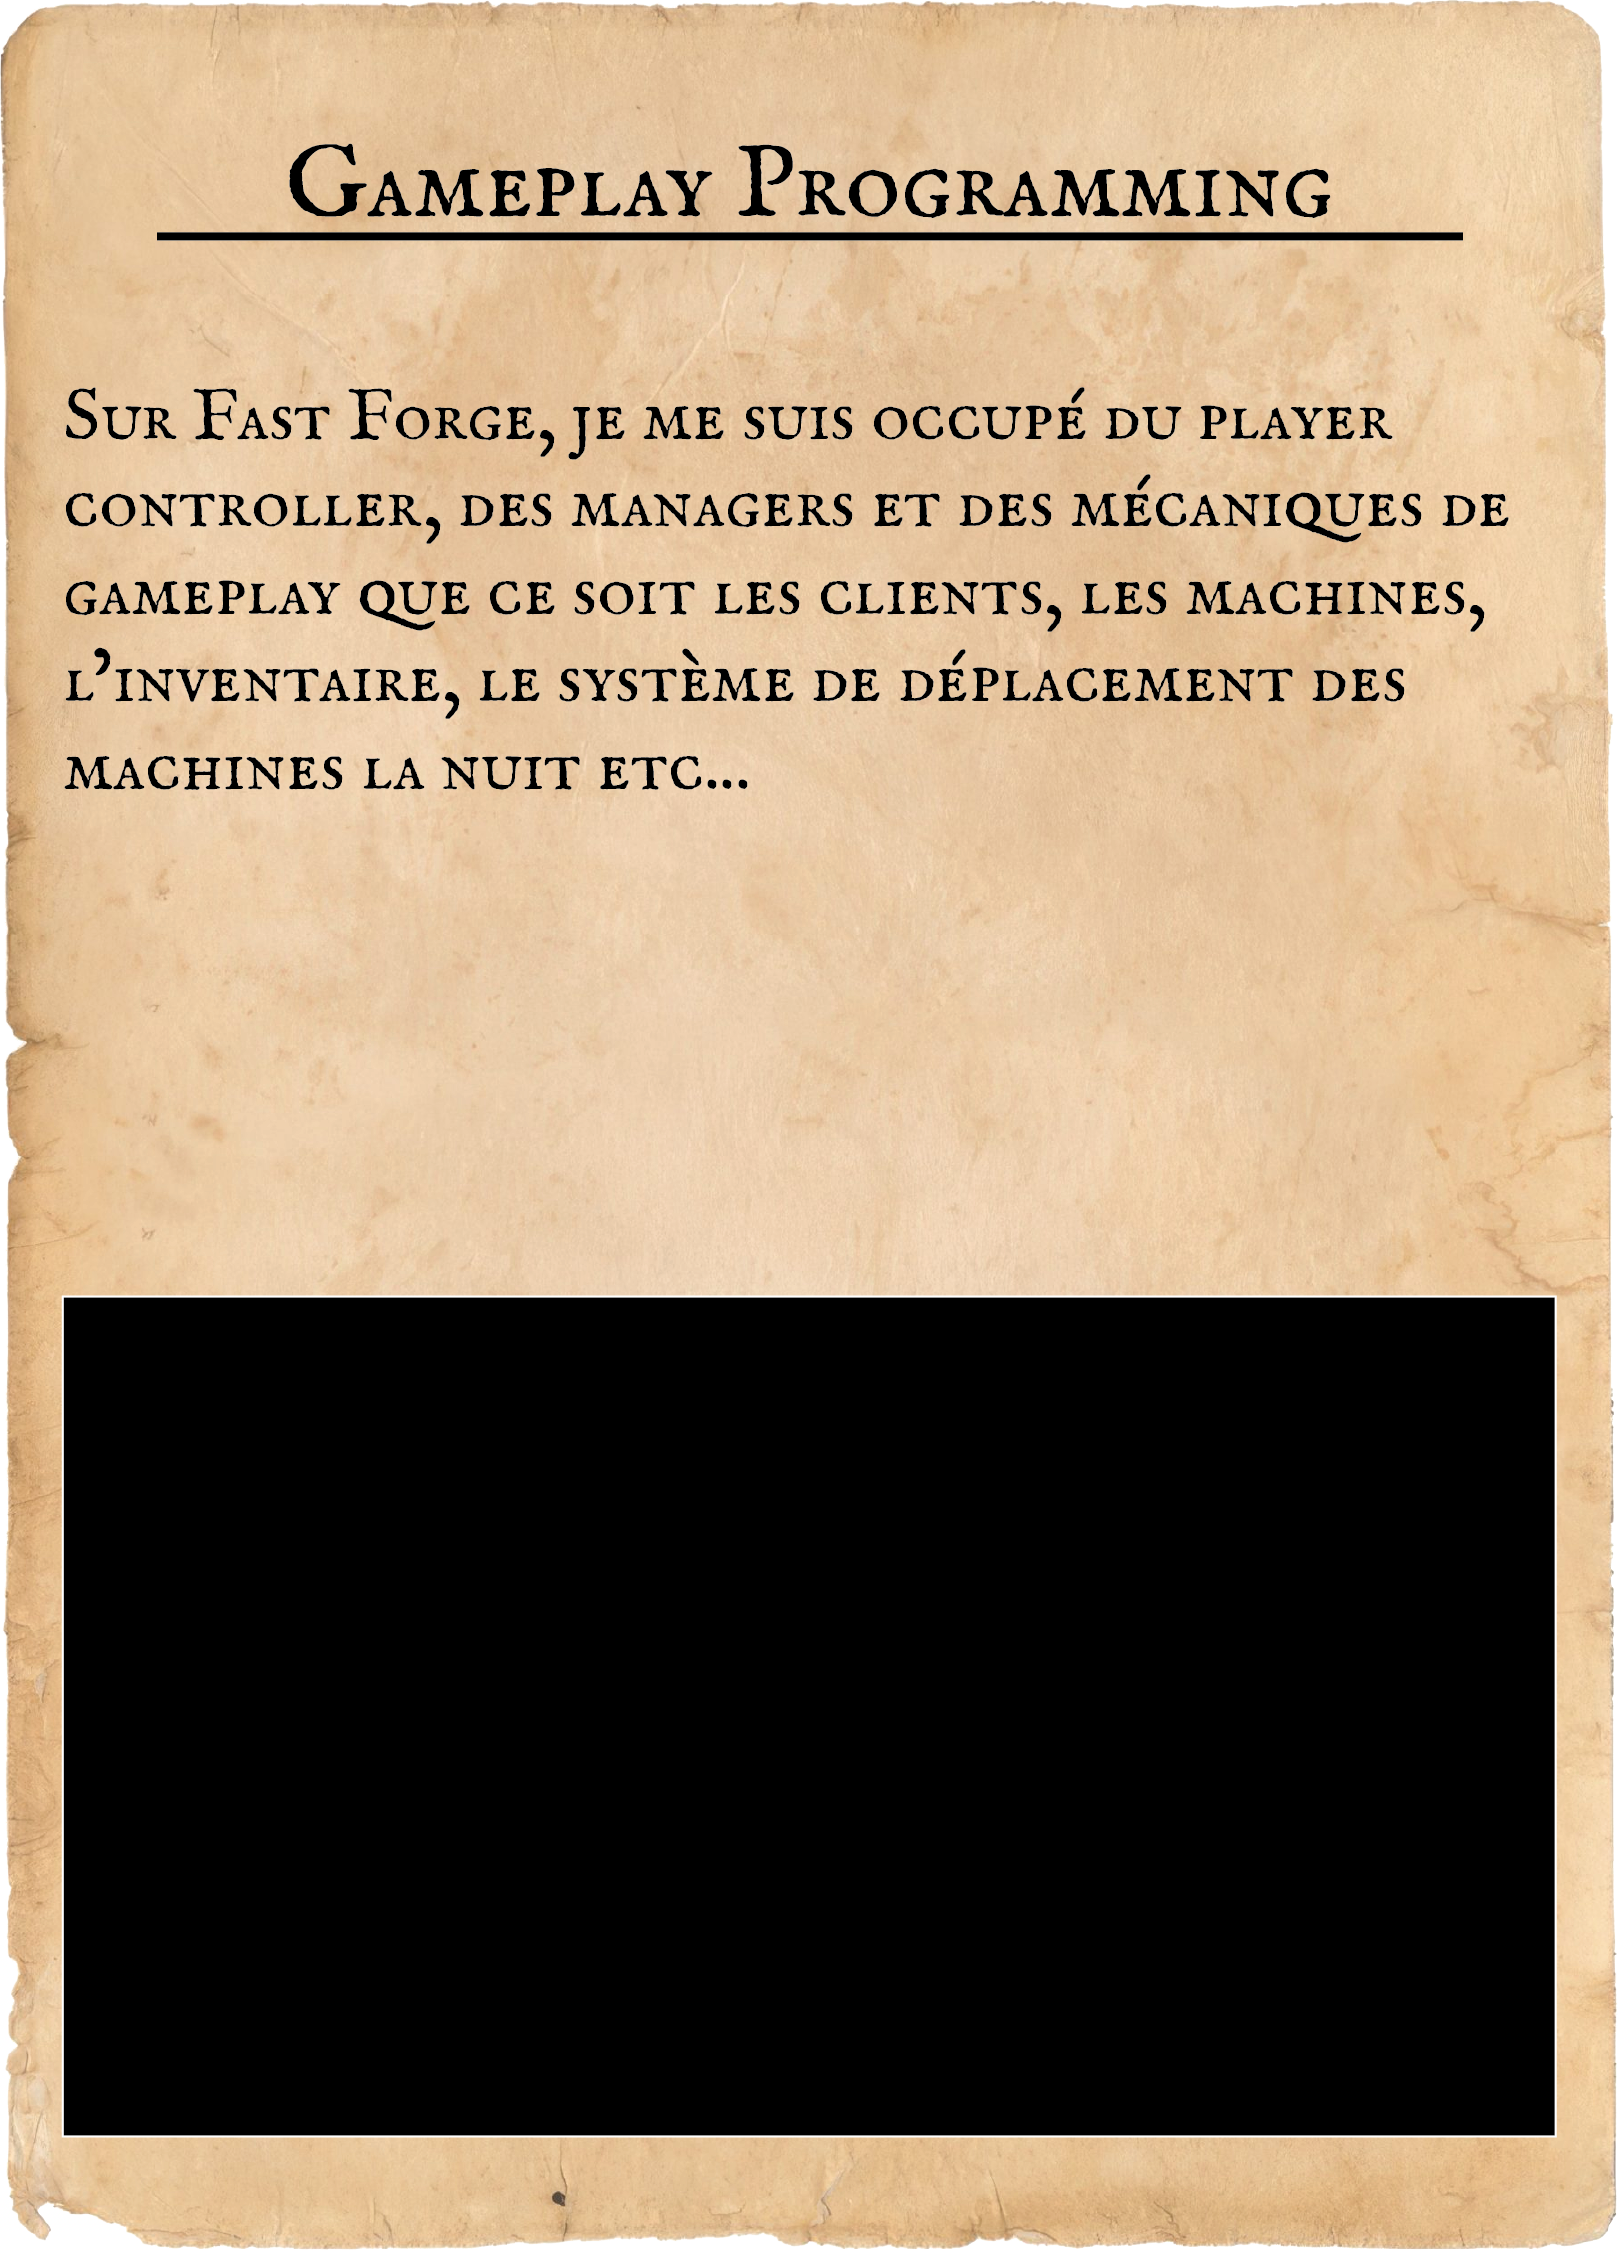 Gameplay Programming
Sur Fast Forge, je me suis occupé du player
controller, des managers et des mécaniques de
gameplay que ce soit les clients, les machines,
l'inventaire, le système de déplacement des
machines la nuit etc...